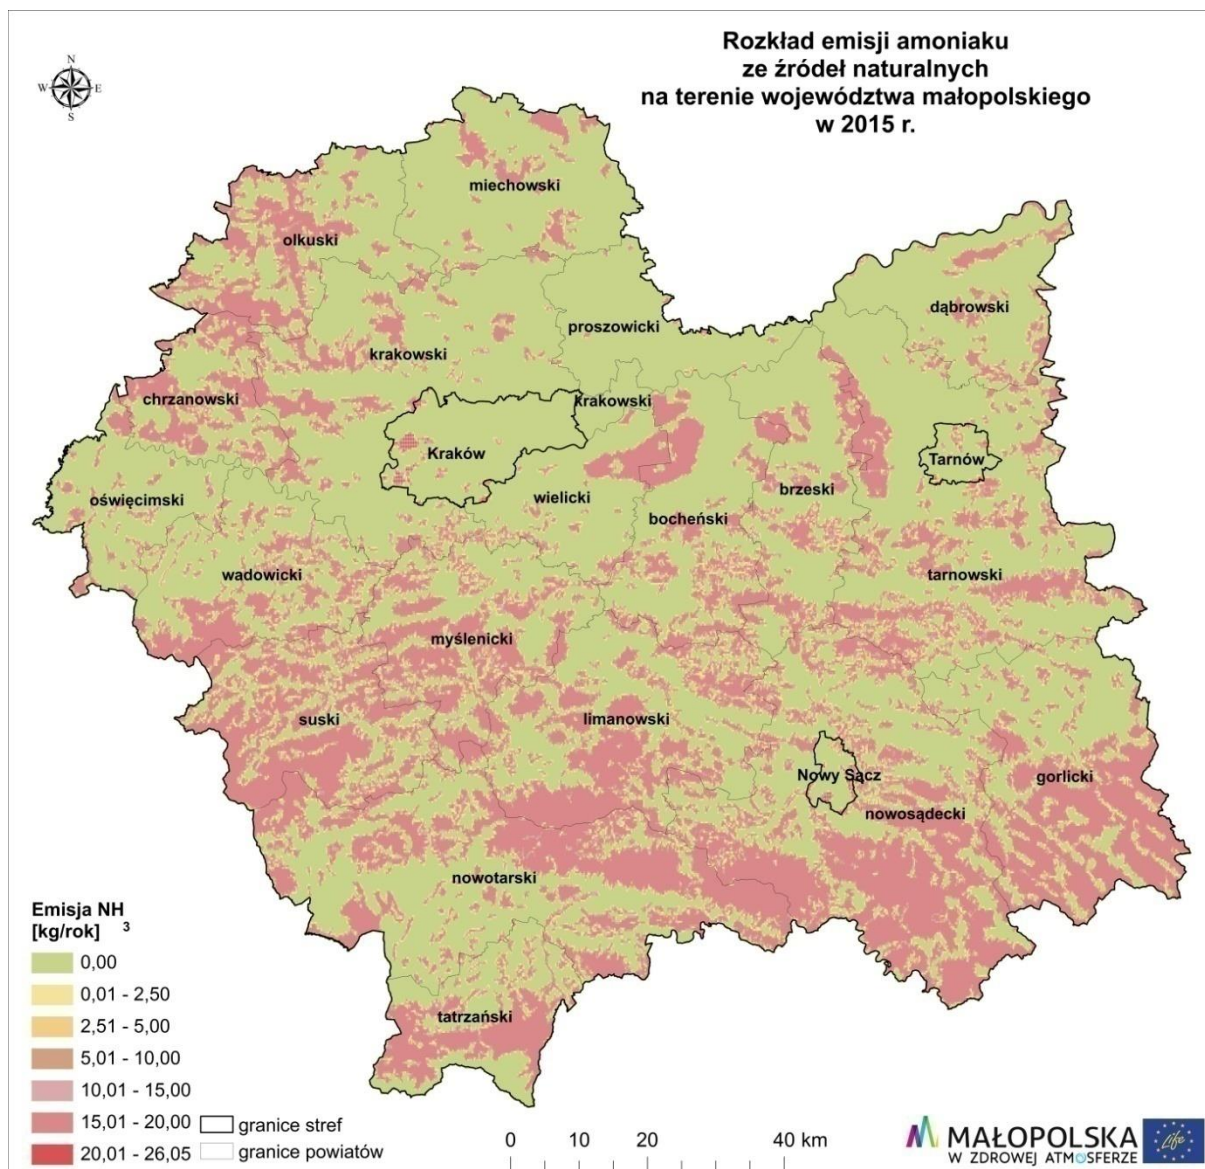 Rozkład emisji amoniaku
ze źródeł naturalnych
na terenie województwa małopolskiego
w 2015 r.
N
W E
S
miechowski
olkuski
dąbrowski
proszowicki
krakowski
chrzanowski
krakowski
Kraków
Tarnów
oświęcimski
wielicki
brzeski
bocheński
wadowicki
tarnowski
myślenicki
suski
limanowski
Nowy Sącz
gorlicki
nowosądecki
nowotarski
tatrzański
Emisja NH
[kg/rok] 3
0,00
0,01 - 2,50
2,51 - 5,00
5,01 - 10,00
10,01 - 15,00
15,01 - 20,00
20,01 - 26,05
granice stref
granice powiatów
0 10 20 40 km
MAŁOPOLSKA
W ZDROWEJ ATMOSFERZE
Life